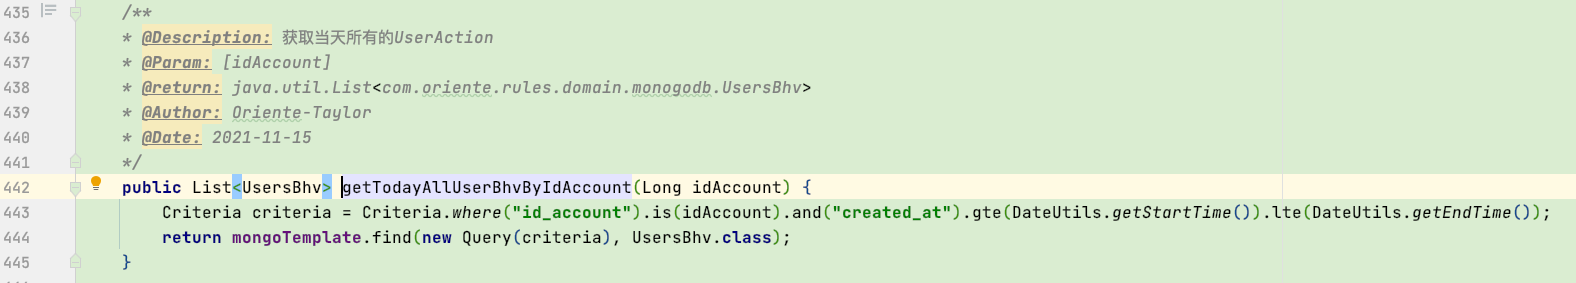 435 /**
436 * @Description: 获取当天所有的UserAction
437 * @Param: [idAccount]
438 * @return: java.util.List<com.oriente.rules.domain.monogodb.UsersBhv>
439 * @Author: Oriente-Taylor
440 * @Date: 2021-11-15
441 */
442 public List<UsersBhv> getTodayAllUserBhvByIdAccount(Long idAccount) {
443 Criteria criteria = Criteria.where("id_account").is(idAccount).and("created_at").gte(DateUtils.getStartTime()).lte(DateUtils.getEndTime());
444 return mongoTemplate.find(new Query(criteria), UsersBhv.class);
445 }